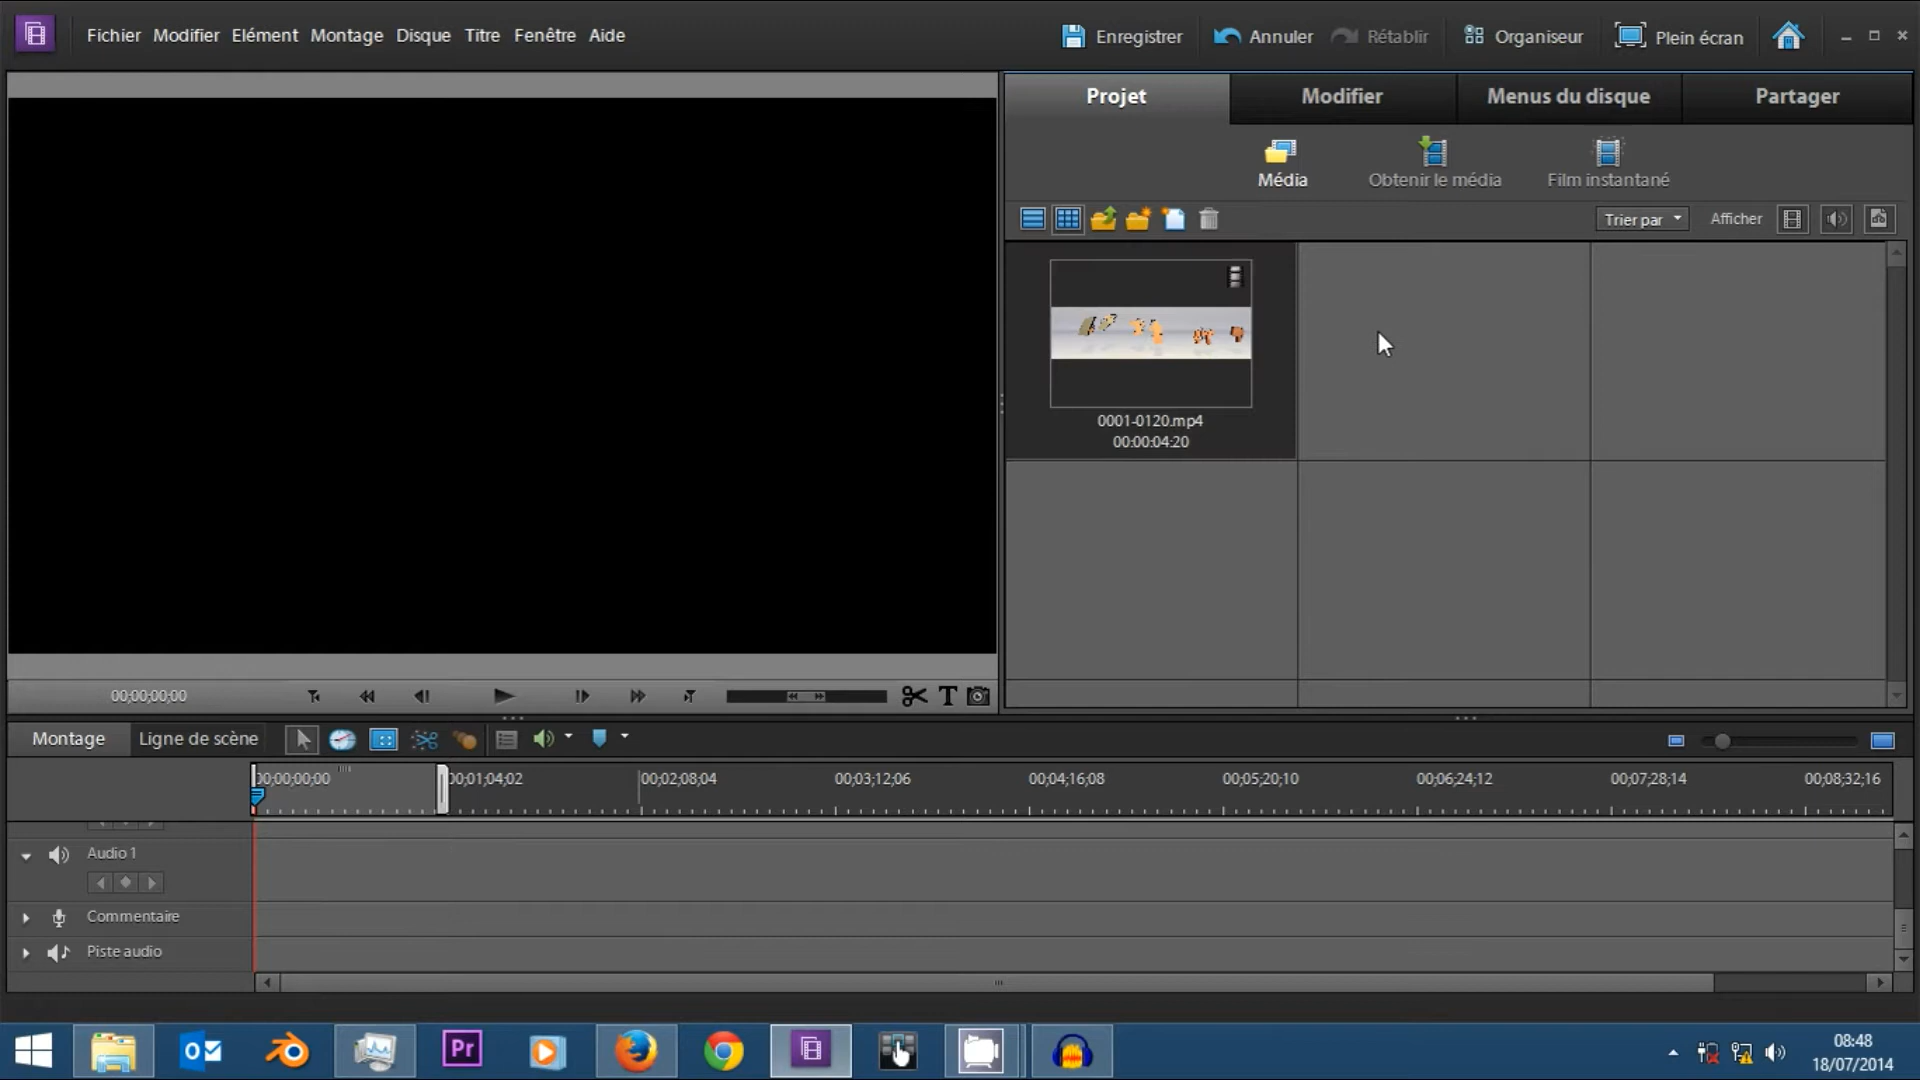 Fichier Modifier Elément Montage Disque Titre Fenêtre Aide
Enregistrer Annuler Rétablir Organiseur Plein écran
Projet Modifier Menus du disque Partager
Média Obtenir le média Film instantané
Trier par Afficher
0001-0120.mp4
00:00:04:20
00;00;00;00
T
Montage Ligne de scène
00;00;00;00 00;01;04;02 00;02;08;04 00;03;12;06 00;04;16;08 00;05;20;10 00;06;24;12 00;07;28;14 00;08;32;16
Audio 1
Commentaire
Piste audio
Pr
08:48
18/07/2014